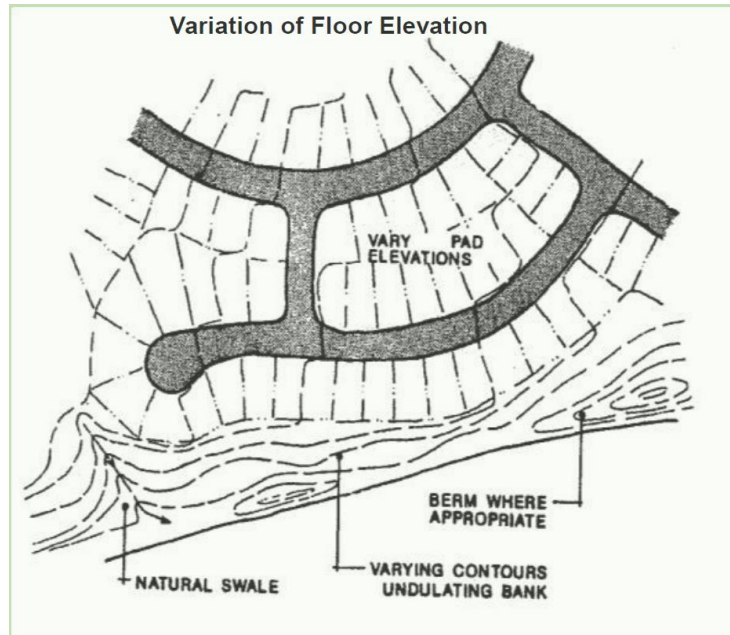 Variation of Floor Elevation
VARY PAD
ELEVATIONS
BERM WHERE
APPROPRIATE
NATURAL SWALE
VARYING CONTOURS
UNDULATING BANK